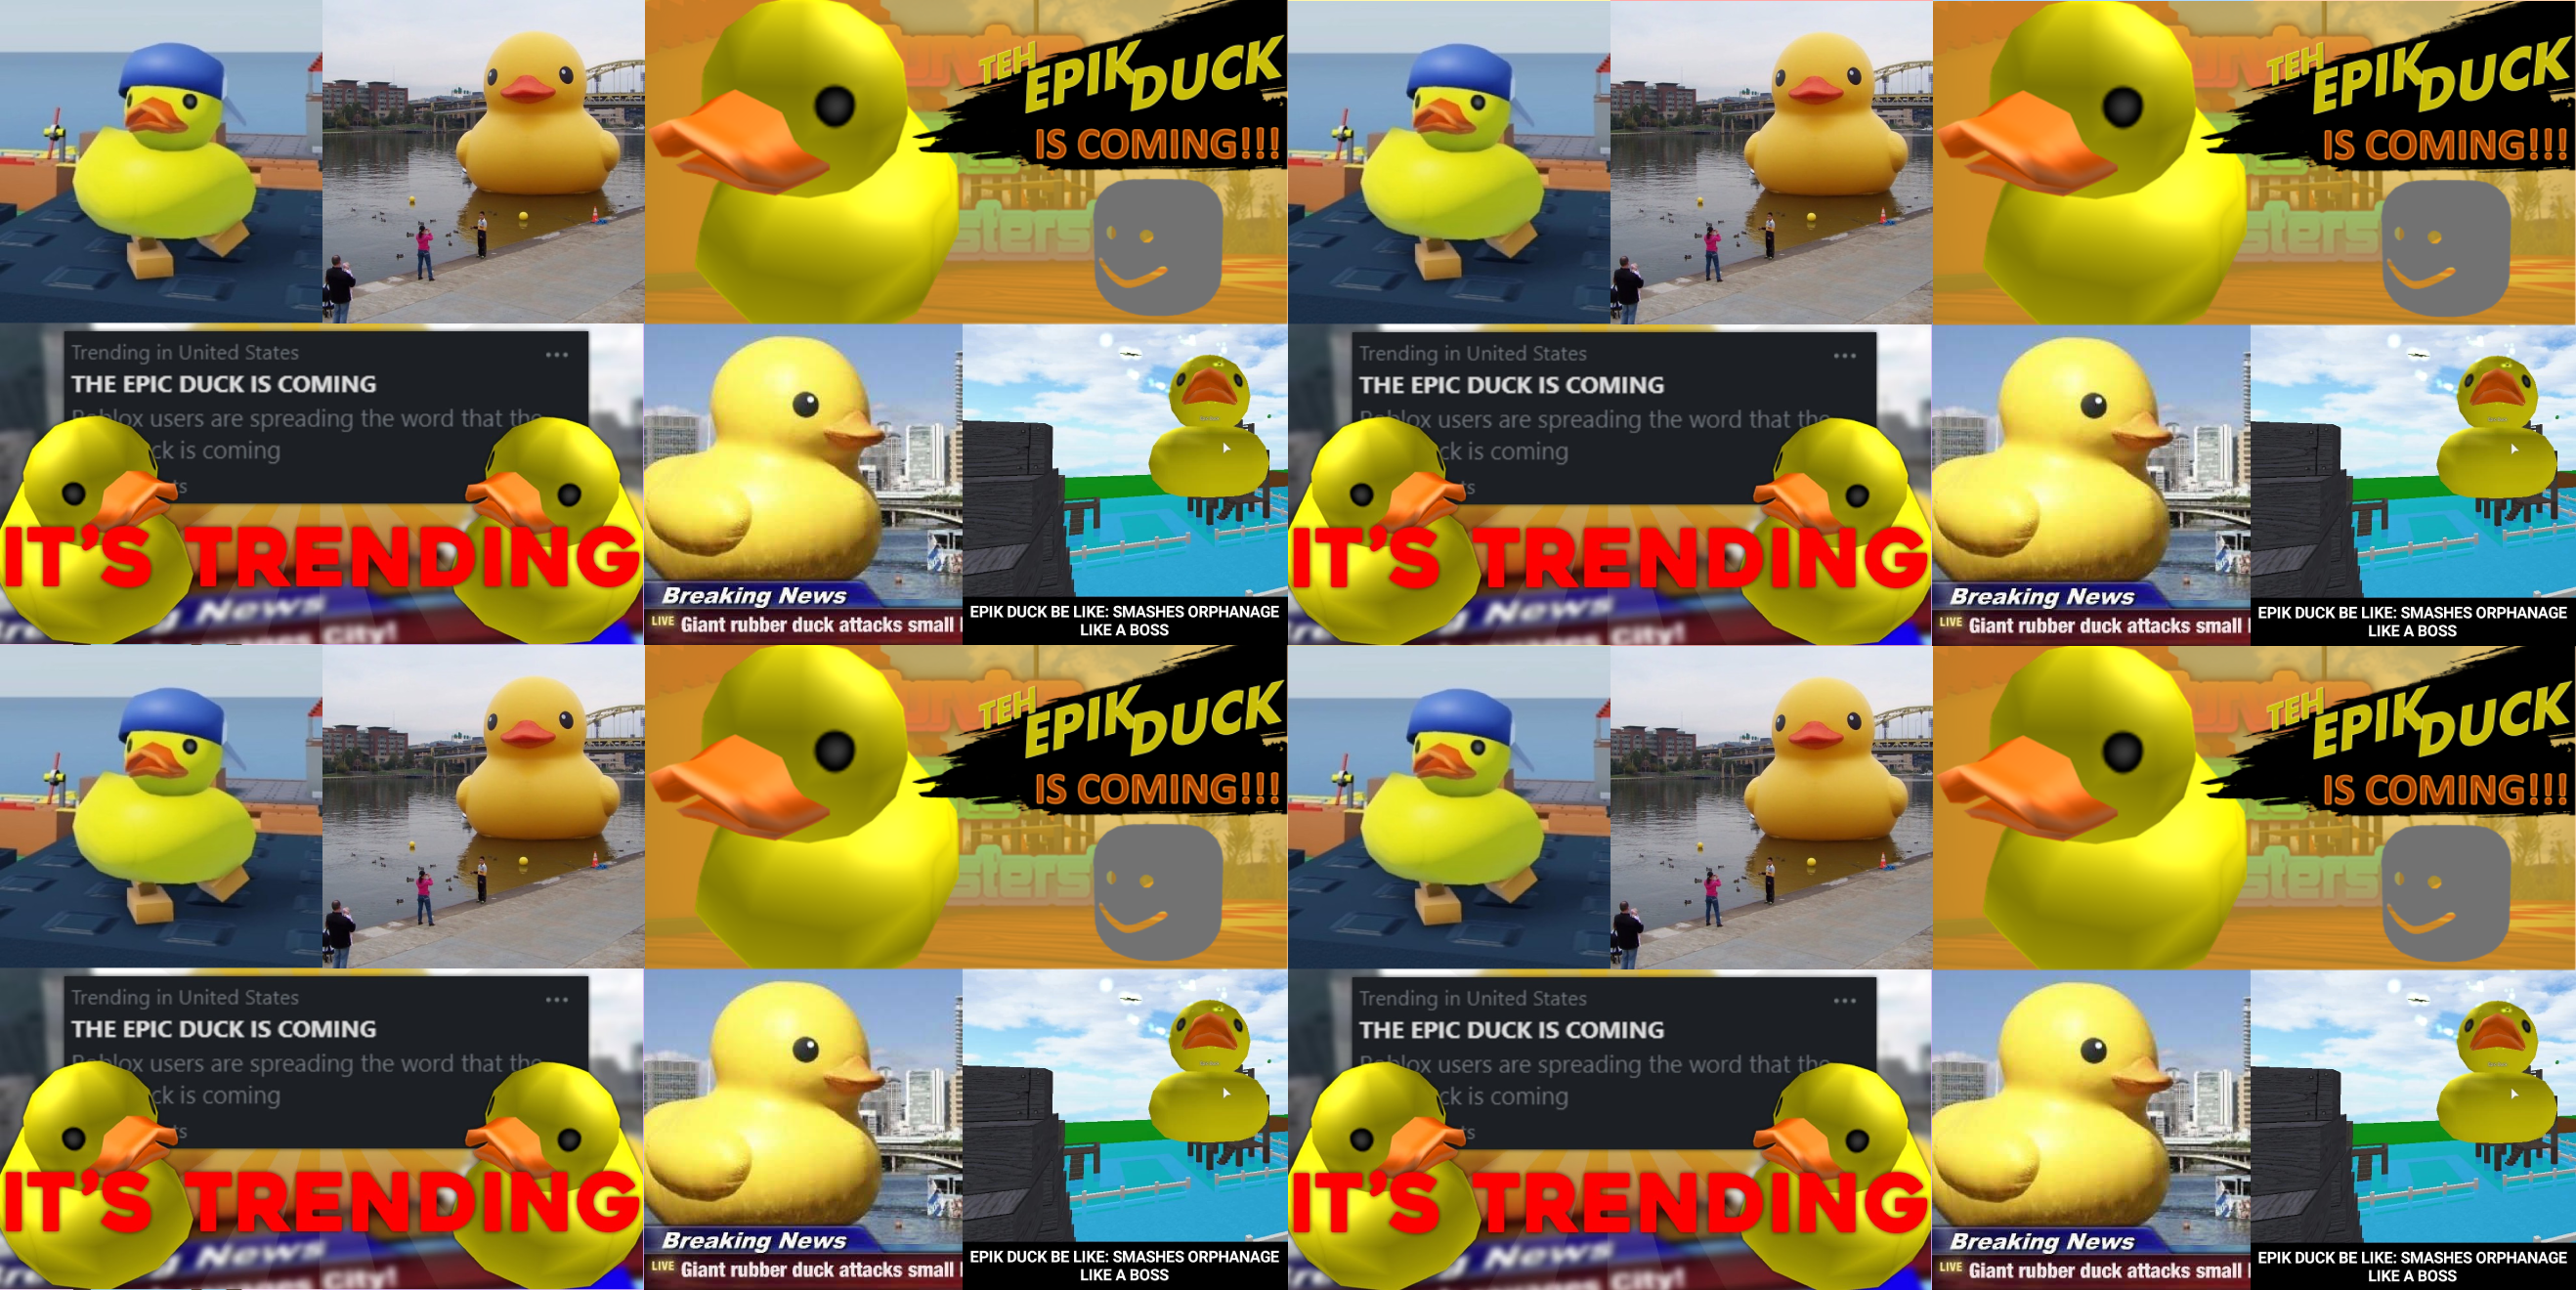 TEH EPIK DUCK
IS COMING!!!
TEH EPIK DUCK
IS COMING!!!
Trending in United States
THE EPIC DUCK IS COMING
users are spreading the word that the
is coming
IT'S TRENDING
News
City!
Breaking News
LIVE Giant rubber duck attacks small
EPIK DUCK BE LIKE: SMASHES ORPHANAGE
LIKE A BOSS
Trending in United States
THE EPIC DUCK IS COMING
users are spreading the word that the
is coming
IT'S TRENDING
News
City!
Breaking News
LIVE Giant rubber duck attacks small
EPIK DUCK BE LIKE: SMASHES ORPHANAGE
LIKE A BOSS
TEH EPIK DUCK
IS COMING!!!
TEH EPIK DUCK
IS COMING!!!
Trending in United States
THE EPIC DUCK IS COMING
users are spreading the word that the
is coming
IT'S TRENDING
News
City!
Breaking News
LIVE Giant rubber duck attacks small
EPIK DUCK BE LIKE: SMASHES ORPHANAGE
LIKE A BOSS
Trending in United States
THE EPIC DUCK IS COMING
users are spreading the word that the
is coming
IT'S TRENDING
News
City!
Breaking News
LIVE Giant rubber duck attacks small
EPIK DUCK BE LIKE: SMASHES ORPHANAGE
LIKE A BOSS